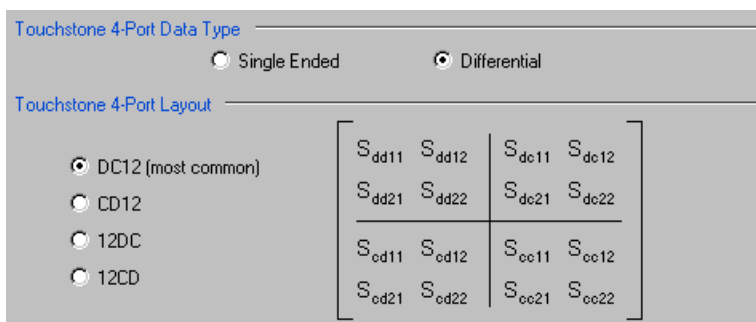 Touchstone 4-Port Data Type
Single Ended Differential
Touchstone 4-Port Layout
DC12 (most common)
CD12
12DC
12CD
Sdd11 Sdd12 Sdc11 Sdc12
Sdd21 Sdd22 Sdc21 Sdc22
Scd11 Scd12 Scc11 Scc12
Scd21 Scd22 Scc21 Scc22